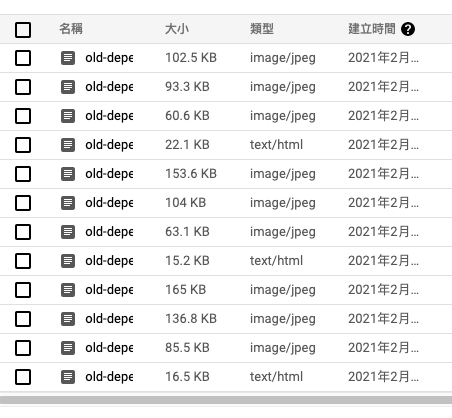 名稱 大小 類型 建立時間 ?
old-depe 102.5 KB image/jpeg 2021年2月...
old-depe 93.3 KB image/jpeg 2021年2月...
old-depe 60.6 KB image/jpeg 2021年2月...
old-depe 22.1 KB text/html 2021年2月...
old-depe 153.6 KB image/jpeg 2021年2月...
old-depe 104 KB image/jpeg 2021年2月...
old-depe 63.1 KB image/jpeg 2021年2月...
old-depe 15.2 KB text/html 2021年2月...
old-depe 165 KB image/jpeg 2021年2月...
old-depe 136.8 KB image/jpeg 2021年2月...
old-depe 85.5 KB image/jpeg 2021年2月...
old-depe 16.5 KB text/html 2021年2月...